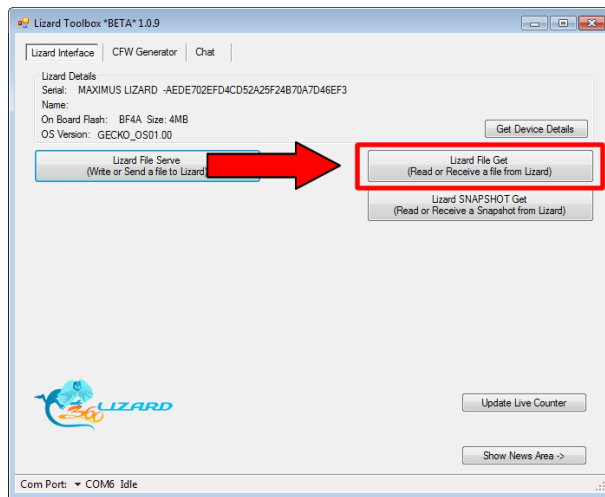 Lizard Toolbox *BETA* 1.0.9
Lizard Interface
CFW Generator
Chat
Lizard Details
Serial: MAXIMUS LIZARD -AEDE702EFD4CD52A25F24B70A7D46EF3
Name:
On Board Flash: BF4A Size: 4MB
OS Version: GECKO_OS01.00
Get Device Details
Lizard File Serve
(Write or Send a file to Lizard)
Lizard File Get
(Read or Receive a file from Lizard)
Lizard SNAPSHOT Get
(Read or Receive a Snapshot from Lizard)
360 LIZARD
Update Live Counter
Show News Area ->
Com Port: COM6 Idle